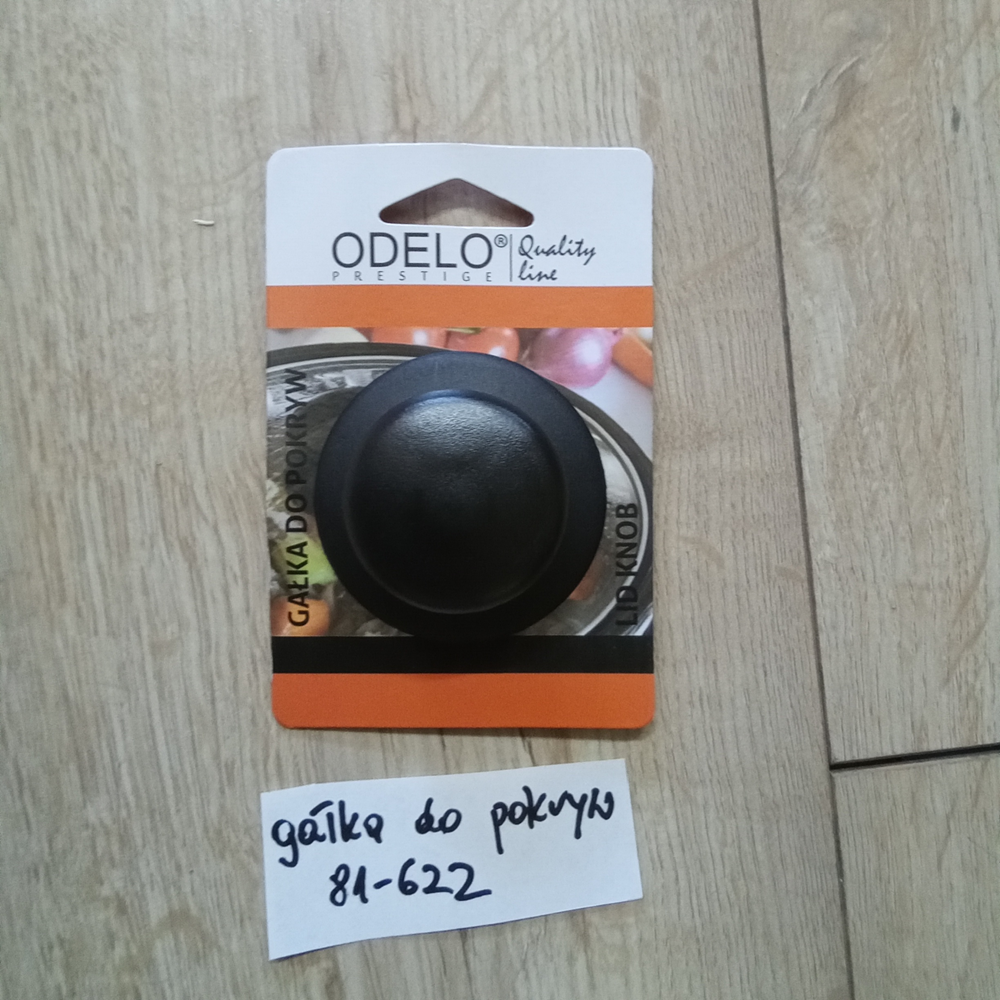 ODELO® Quality
PRESTIGE line
GAŁKA DO POKRYW
LID KNOB
gałka do pokryw
81-622